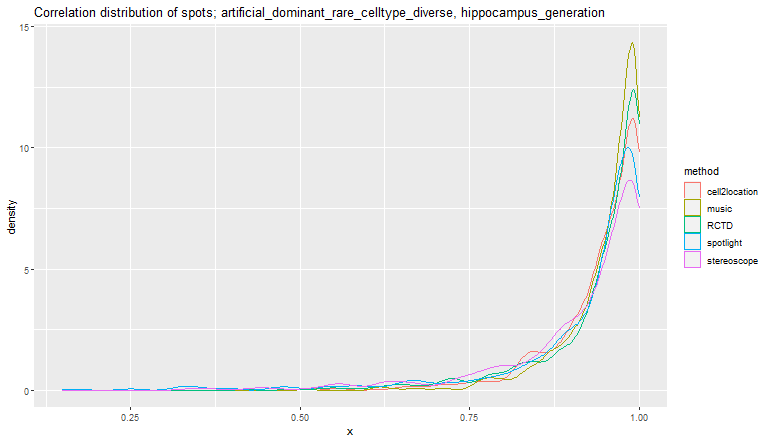 Correlation distribution of spots; artificial_dominant_rare_celltype_diverse, hippocampus_generation
15
10
5
0
density
0.25
0.50
0.75
1.00
x
method
cell2location
music
RCTD
spotlight
stereoscope